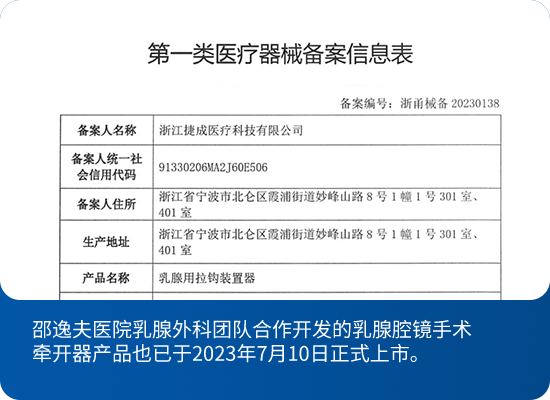 第一类医疗器械备案信息表
备案编号：浙甬械备 20230138
备案人名称 浙江捷成医疗科技有限公司
备案人统一社会信用代码 91330206MA2J60E506
备案人住所 浙江省宁波市北仑区霞浦街道妙峰山路 8 号 1 幢 1 号 301 室、
401 室
生产地址 浙江省宁波市北仑区霞浦街道妙峰山路 8 号 1 幢 1 号 301 室、
401 室
产品名称 乳腺用拉钩装置器
邵逸夫医院乳腺外科团队合作开发的乳腺腔镜手术
牵开器产品也已于2023年7月10日正式上市。